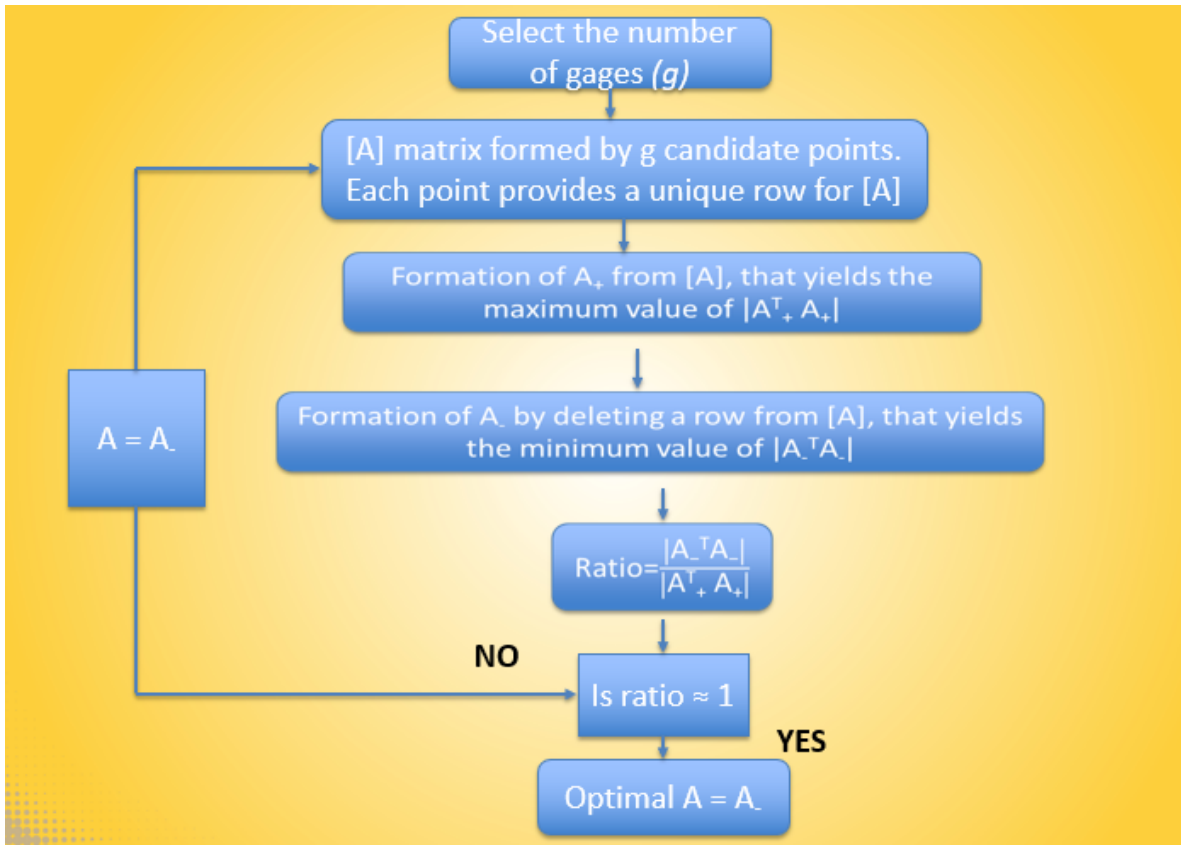 Select the number
of gages (g)
[A] matrix formed by g candidate points.
Each point provides a unique row for [A]
Formation of A₊ from [A], that yields the
maximum value of |Aᵀ₊ A₊|
A = A₋
Formation of A₋ by deleting a row from [A], that yields
the minimum value of |A₋ᵀA₋|
Ratio=|A₋ᵀA₋|
|Aᵀ₊ A₊|
NO
Is ratio ≈ 1
YES
Optimal A = A₋